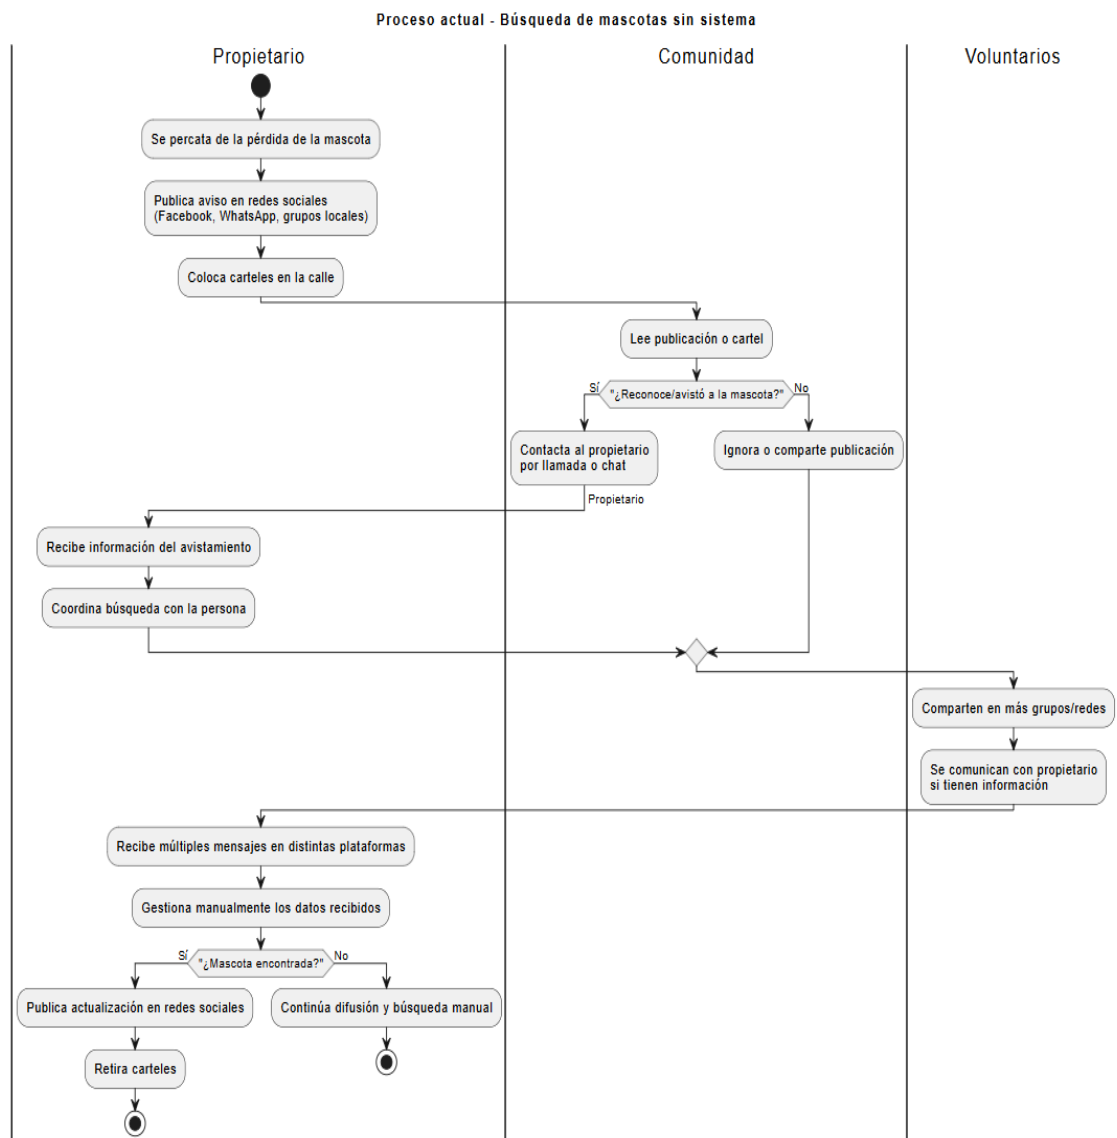 Proceso actual - Búsqueda de mascotas sin sistema
Propietario
Comunidad
Voluntarios
Se percata de la pérdida de la mascota
Publica aviso en redes sociales
(Facebook, WhatsApp, grupos locales)
Coloca carteles en la calle
Lee publicación o cartel
"¿Reconoce/avistó a la mascota?"
Sí
No
Contacta al propietario
por llamada o chat
Ignora o comparte publicación
Propietario
Recibe información del avistamiento
Coordina búsqueda con la persona
Comparten en más grupos/redes
Se comunican con propietario
si tienen información
Recibe múltiples mensajes en distintas plataformas
Gestiona manualmente los datos recibidos
"¿Mascota encontrada?"
Sí
No
Publica actualización en redes sociales
Continúa difusión y búsqueda manual
Retira carteles